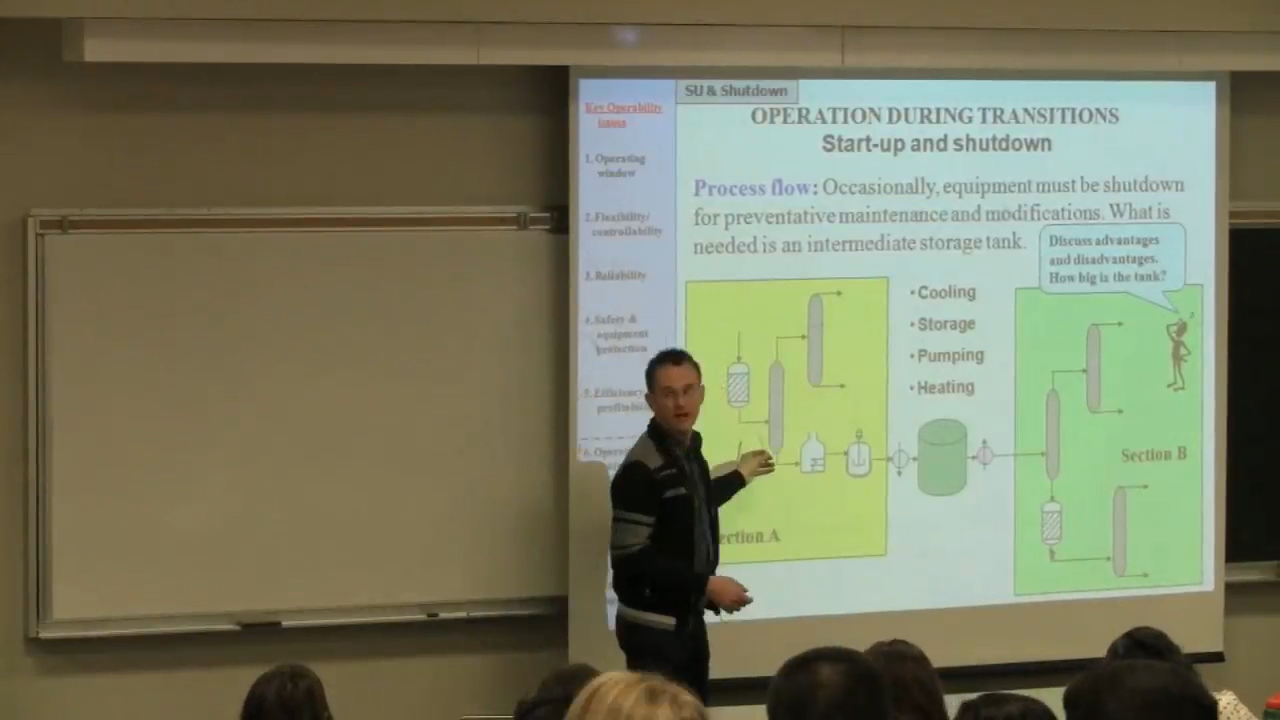 SU & Shutdown
Key Operability
issues
1. Operating
window
2. Flexibility/
controllability
3. Reliability
4. Safety &
equipment
protection
5. Efficiency
6.
OPERATION DURING TRANSITIONS
Start-up and shutdown
Process flow: Occasionally, equipment must be shutdown
for preventative maintenance and modifications. What is
needed is an intermediate storage tank.
Discuss advantages
and disadvantages.
How big is the tank?
• Cooling
• Storage
• Pumping
• Heating
ection A
Section B